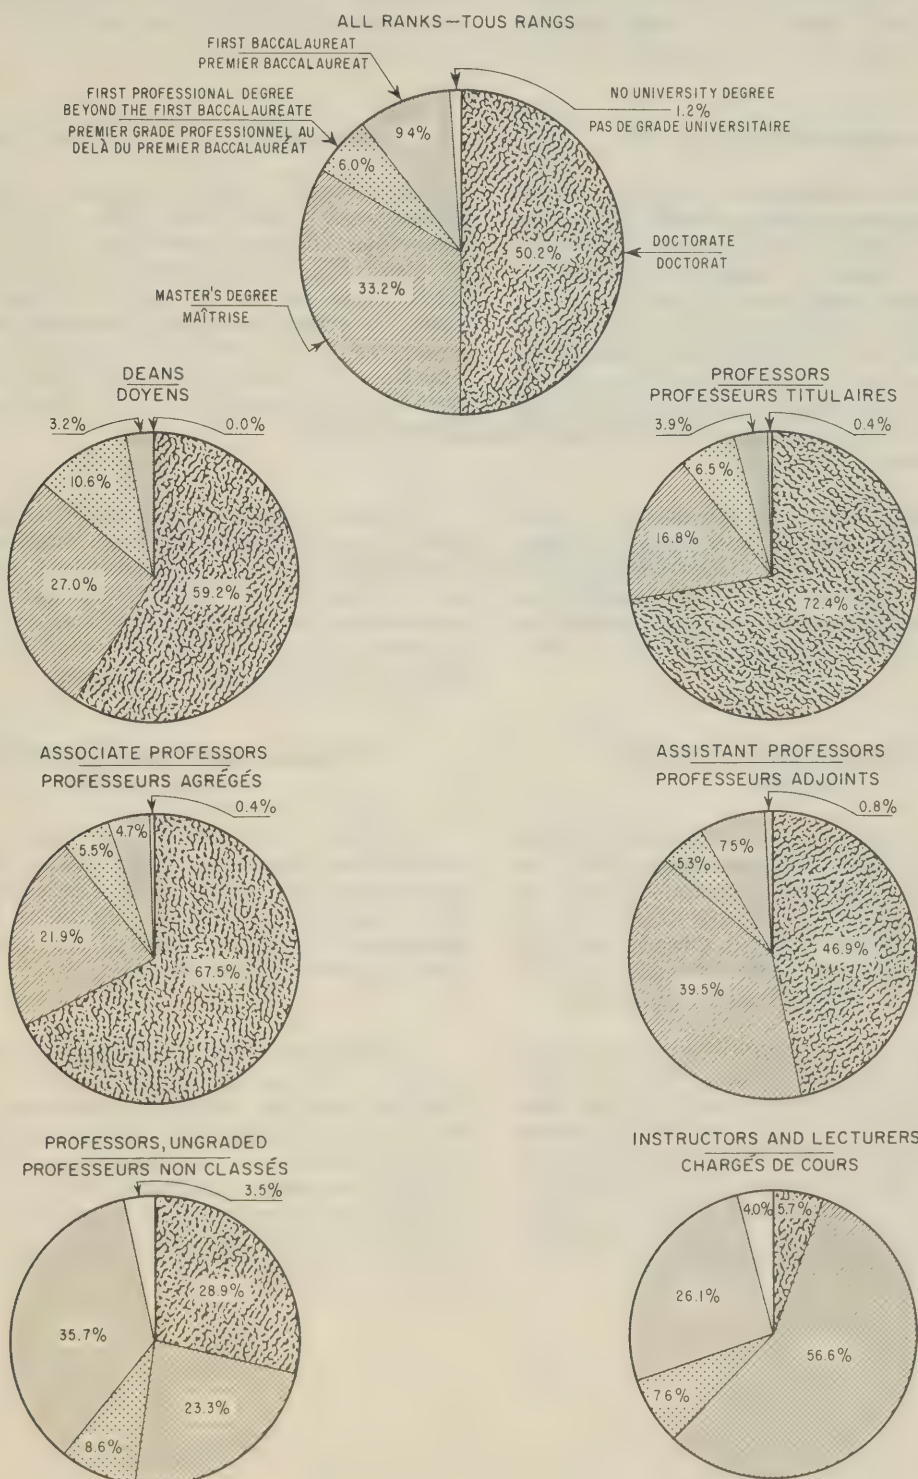 ALL RANKS—TOUS RANGS
FIRST BACCALAUREAT
PREMIER BACCALAUREAT
FIRST PROFESSIONAL DEGREE
BEYOND THE FIRST BACCALAUREATE
PREMIER GRADE PROFESSIONNEL AU
DELÀ DU PREMIER BACCALAURÉAT
NO UNIVERSITY DEGREE
1.2%
PAS DE GRADE UNIVERSITAIRE
9 4%
6.0%
50.2%
DOCTORATE
DOCTORAT
33.2%
MASTER'S DEGREE
MAÎTRISE
DEANS
DOYENS
3.2%
0.0%
10.6%
27.0%
59.2%
PROFESSORS
PROFESSEURS TITULAIRES
3.9%
0.4%
6.5%
16.8%
72.4%
ASSOCIATE PROFESSORS
PROFESSEURS AGRÉGÉS
0.4%
4.7%
5.5%
21.9%
67.5%
ASSISTANT PROFESSORS
PROFESSEURS ADJOINTS
0.8%
7 5%
5.3%
46.9%
39.5%
PROFESSORS, UNGRADED
PROFESSEURS NON CLASSÉS
3.5%
28.9%
35.7%
23.3%
8.6%
INSTRUCTORS AND LECTURERS
CHARGÉS DE COURS
4.0%
5.7%
26.1%
56.6%
7 6%